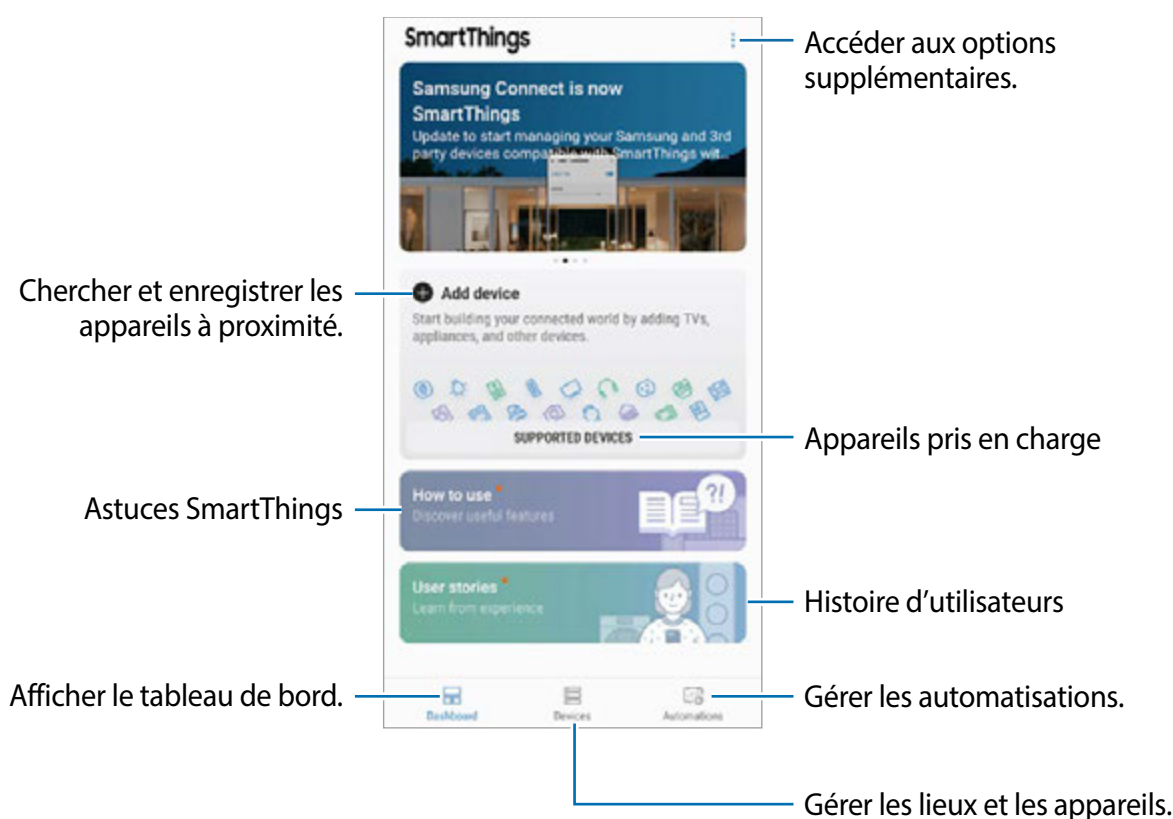 SmartThings
Accéder aux options
supplémentaires.
Samsung Connect is now
SmartThings
Update to start managing your Samsung and 3rd
party devices compatible with SmartThings wit...
Chercher et enregistrer les
appareils à proximité.
Add device
Start building your connected world by adding TVs,
appliances, and other devices.
SUPPORTED DEVICES
Appareils pris en charge
Astuces SmartThings
How to use
Discover useful features
?!
User stories
Learn from experience
Histoire d’utilisateurs
Afficher le tableau de bord.
Dashboard
Devices
Automations
Gérer les automatisations.
Gérer les lieux et les appareils.